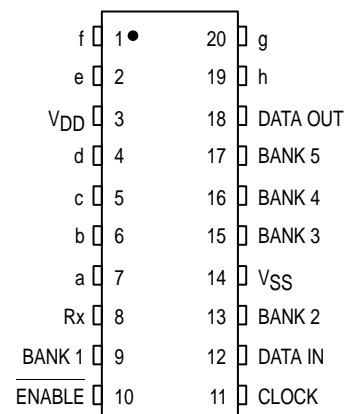 f 1 20 g
e 2 19 h
VDD 3 18 DATA OUT
d 4 17 BANK 5
c 5 16 BANK 4
b 6 15 BANK 3
a 7 14 VSS
Rx 8 13 BANK 2
BANK 1 9 12 DATA IN
ENABLE 10 11 CLOCK